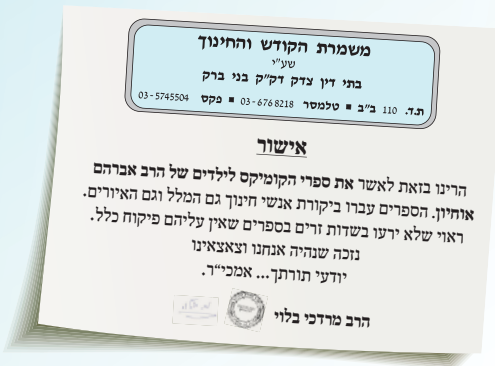 משמרת הקודש והחינוך
שע"י
בתי דין צדק דק"ק בני ברק
ת.ד. 110 ב"ב ■ טלמסר 03-6768218 ■ פקס 03-5745504
אישור
הרינו בזאת לאשר את ספרי הקומיקס לילדים של הרב אברהם
אוחיון. הספרים עברו ביקורת אנשי חינוך גם המלל וגם האיורים.
ראוי שלא ירעו בשדות זרים בספרים שאין עליהם פיקוח כלל.
נזכה שנהיה אנחנו וצאצאינו
יודעי תורתך... אמכי"ר.
הרב מרדכי בלוי